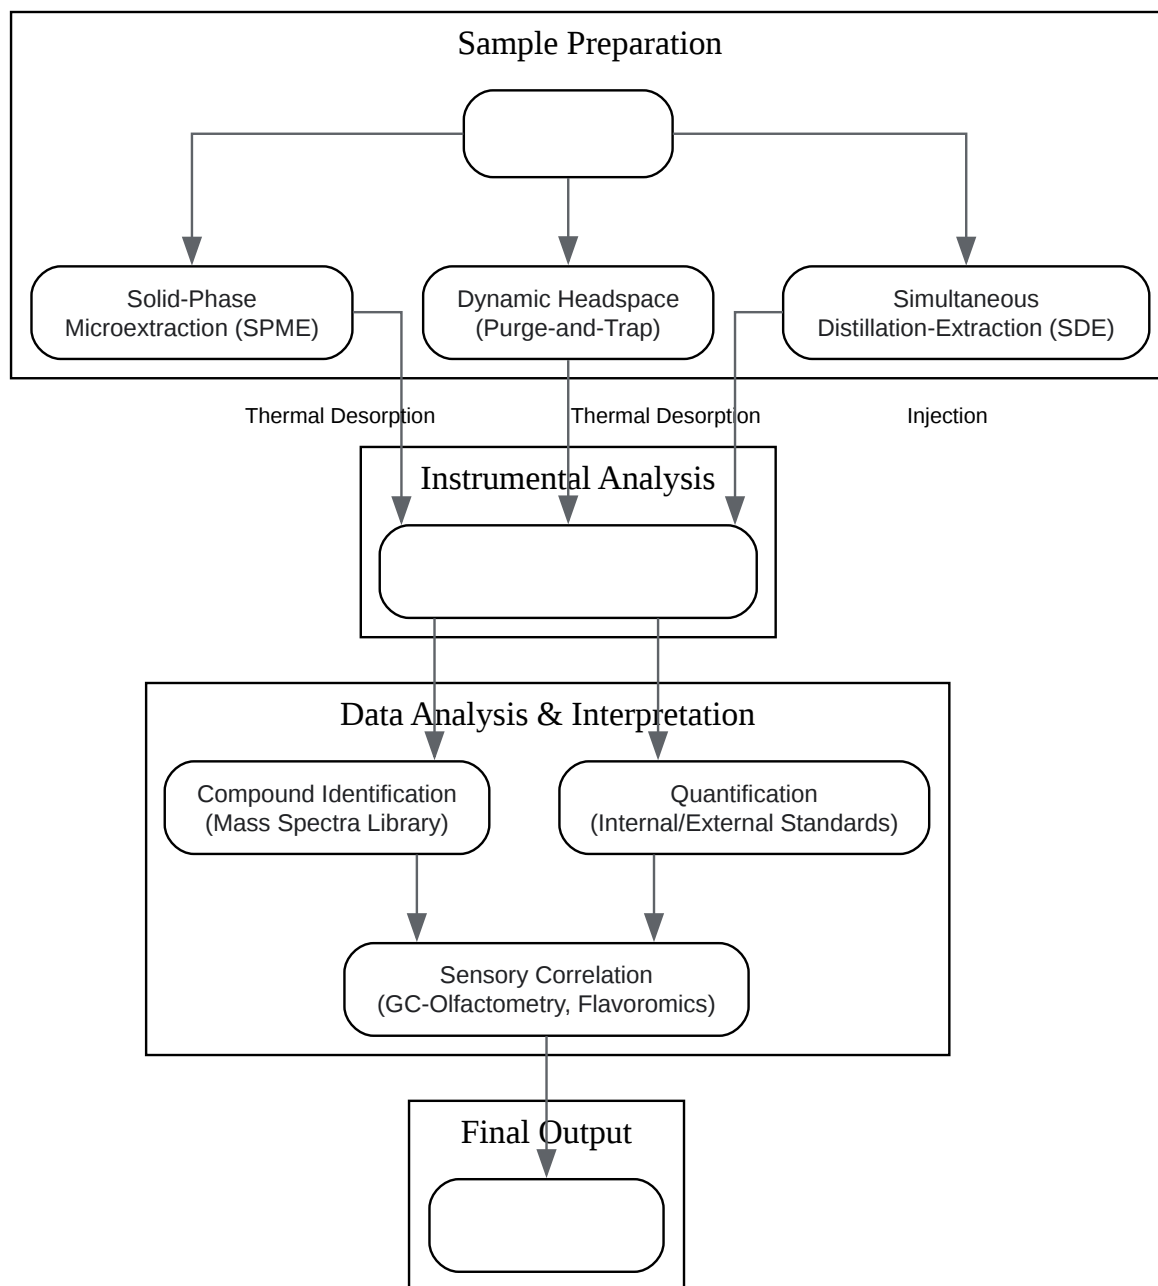 Sample Preparation
Solid-Phase
Microextraction (SPME)
Dynamic Headspace
(Purge-and-Trap)
Simultaneous
Distillation-Extraction (SDE)
Thermal Desorption
Thermal Desorption
Injection
Instrumental Analysis
Data Analysis & Interpretation
Compound Identification
(Mass Spectra Library)
Quantification
(Internal/External Standards)
Sensory Correlation
(GC-Olfactometry, Flavoromics)
Final Output